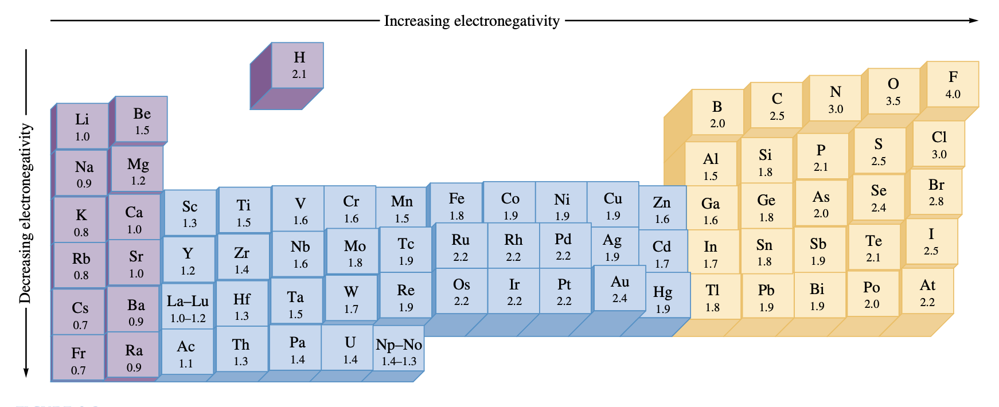 Increasing electronegativity
Decreasing electronegativity
H
2.1
Li Be B C N O F
1.0 1.5 2.0 2.5 3.0 3.5 4.0
Na Mg Al Si P S Cl
0.9 1.2 1.5 1.8 2.1 2.5 3.0
K Ca Sc Ti V Cr Mn Fe Co Ni Cu Zn Ga Ge As Se Br
0.8 1.0 1.3 1.5 1.6 1.6 1.5 1.8 1.9 1.9 1.9 1.6 1.6 1.8 2.0 2.4 2.8
Rb Sr Y Zr Nb Mo Tc Ru Rh Pd Ag Cd In Sn Sb Te I
0.8 1.0 1.2 1.4 1.6 1.8 1.9 2.2 2.2 2.2 1.9 1.7 1.7 1.8 1.9 2.1 2.5
Cs Ba La–Lu Hf Ta W Re Os Ir Pt Au Hg Tl Pb Bi Po At
0.7 0.9 1.0–1.2 1.3 1.5 1.7 1.9 2.2 2.2 2.2 2.4 1.9 1.8 1.9 1.9 2.0 2.2
Fr Ra Ac Th Pa U Np–No
0.7 0.9 1.1 1.3 1.4 1.4 1.4–1.3